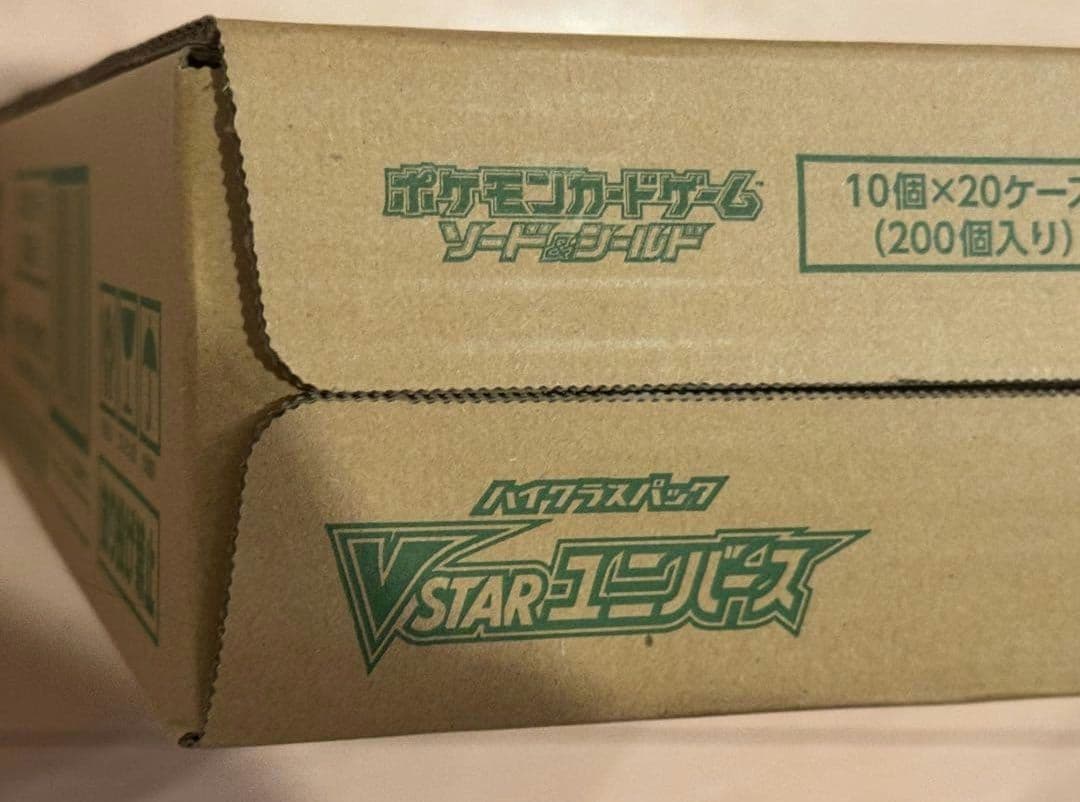 ポケモンカードゲーム
ソード&シールド
10個×20ケース
(200個入り)
ハイクラスパック
VSTARユニバース